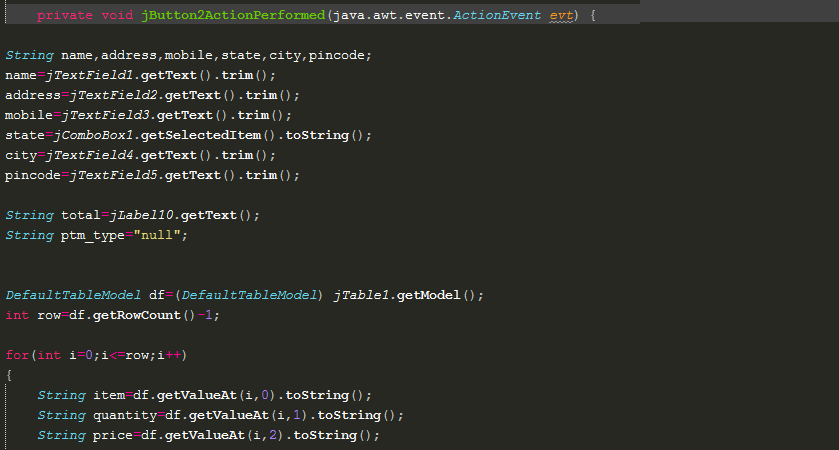 private void jButton2ActionPerformed(java.awt.event.ActionEvent evt) {
String name,address,mobile,state,city,pincode;
name=jTextField1.getText().trim();
address=jTextField2.getText().trim();
mobile=jTextField3.getText().trim();
state=jComboBox1.getSelectedItem().toString();
city=jTextField4.getText().trim();
pincode=jTextField5.getText().trim();
String total=jLabel10.getText();
String ptm_type="null";
DefaultTableModel df=(DefaultTableModel) jTable1.getModel();
int row=df.getRowCount()-1;
for(int i=0;i<=row;i++)
{
String item=df.getValueAt(i,0).toString();
String quantity=df.getValueAt(i,1).toString();
String price=df.getValueAt(i,2).toString();